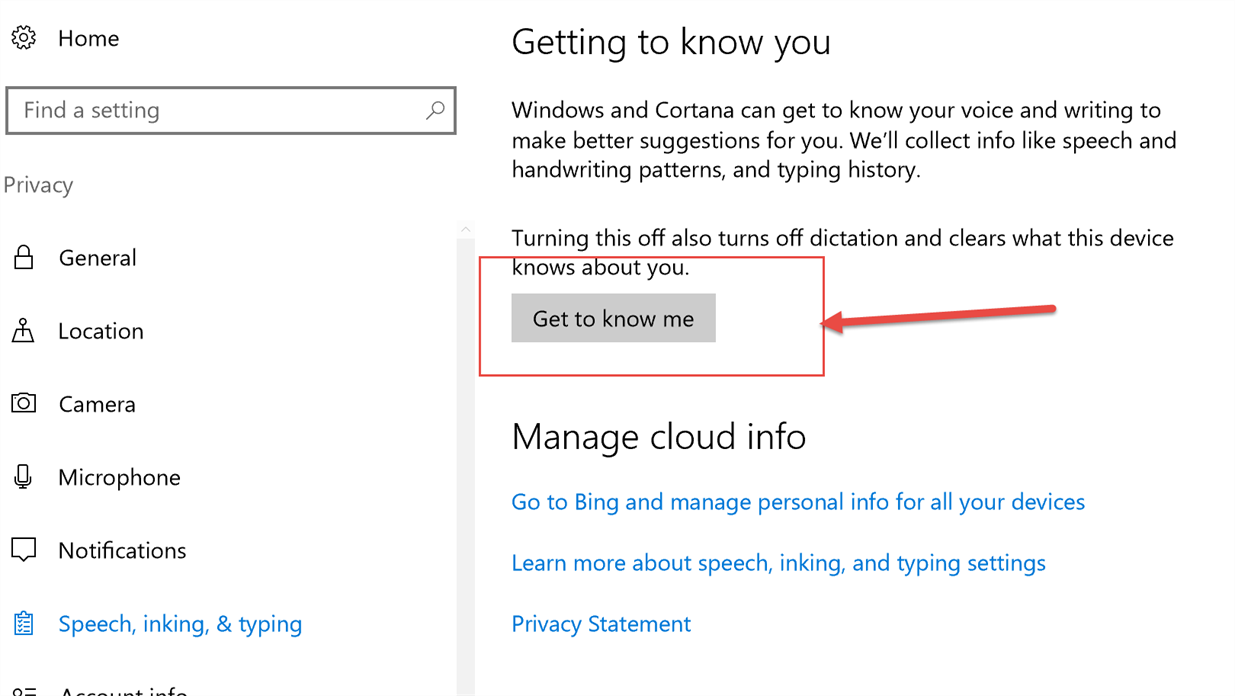 Home
Find a setting
Privacy
General
Location
Camera
Microphone
Notifications
Speech, inking, & typing
Account info
Getting to know you
Windows and Cortana can get to know your voice and writing to
make better suggestions for you. We'll collect info like speech and
handwriting patterns, and typing history.
Turning this off also turns off dictation and clears what this device
knows about you.
Get to know me
Manage cloud info
Go to Bing and manage personal info for all your devices
Learn more about speech, inking, and typing settings
Privacy Statement